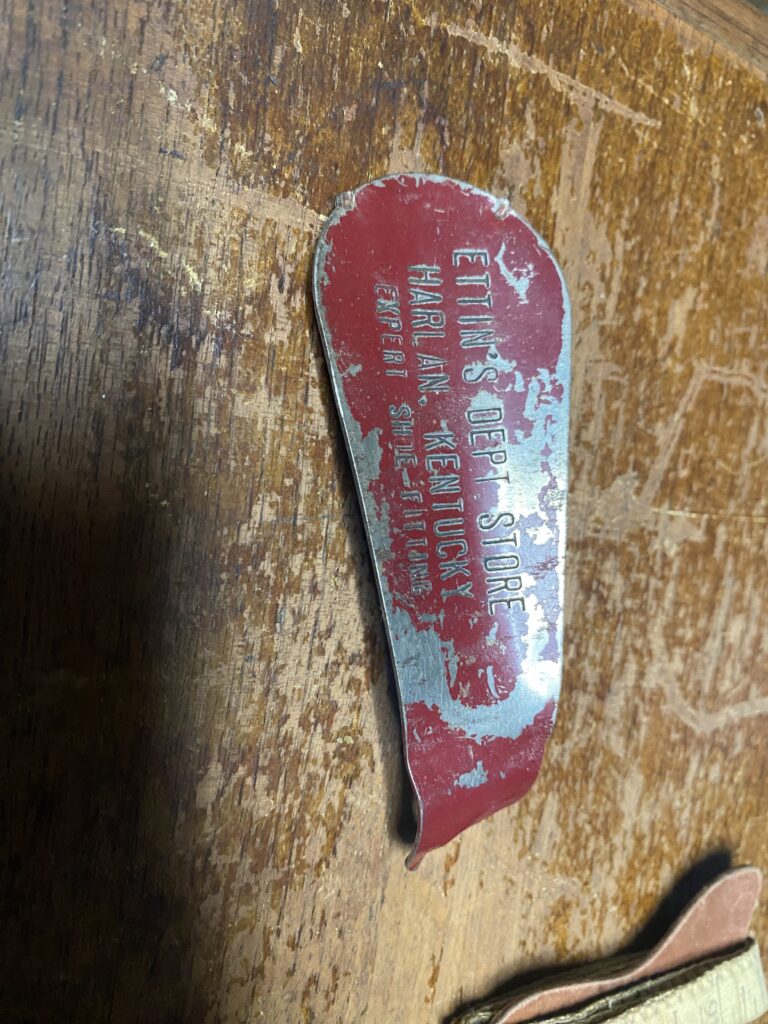 ETTIN'S DEPT STORE
HARLAN, KENTUCKY
EXPERT SHOE FITTING